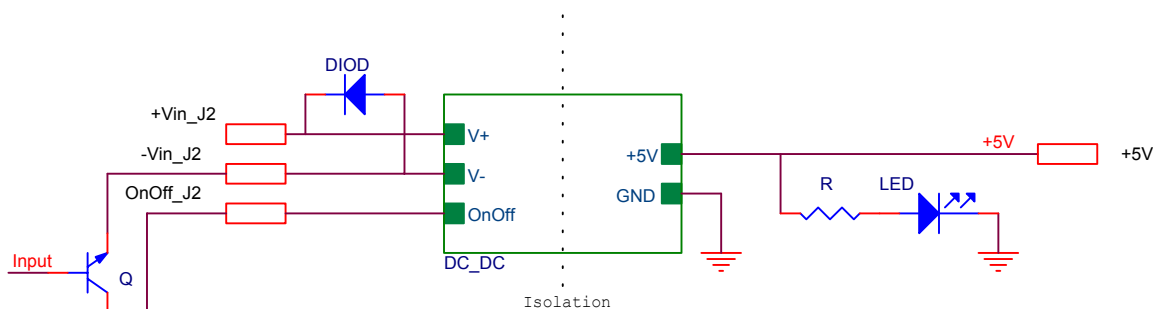 DIOD
+Vin_J2
-Vin_J2
OnOff_J2
V+
V-
OnOff
+5V
GND
DC_DC
+5V
+5V
R
LED
Input
Q
Isolation